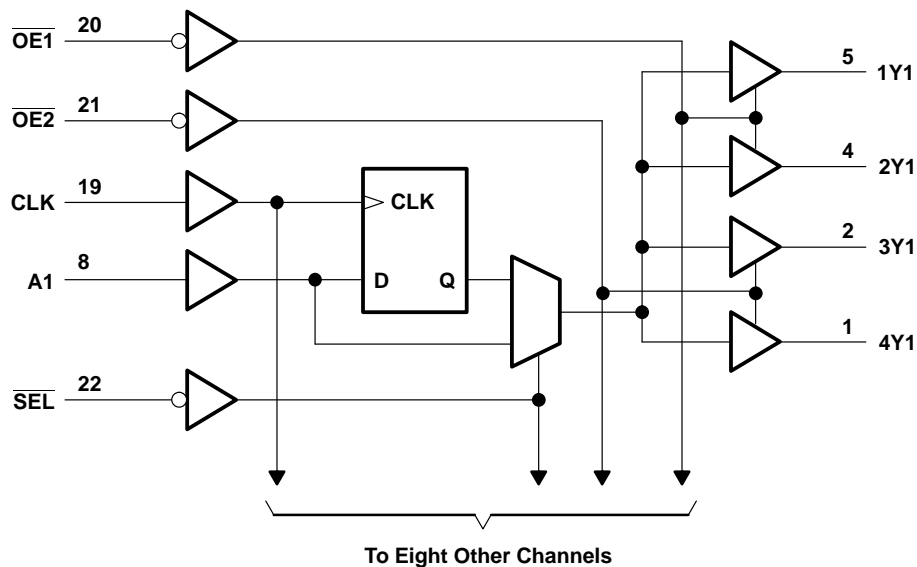 OE1 20
OE2 21
CLK 19
A1 8
SEL 22
CLK
D Q
5 1Y1
4 2Y1
2 3Y1
1 4Y1
To Eight Other Channels